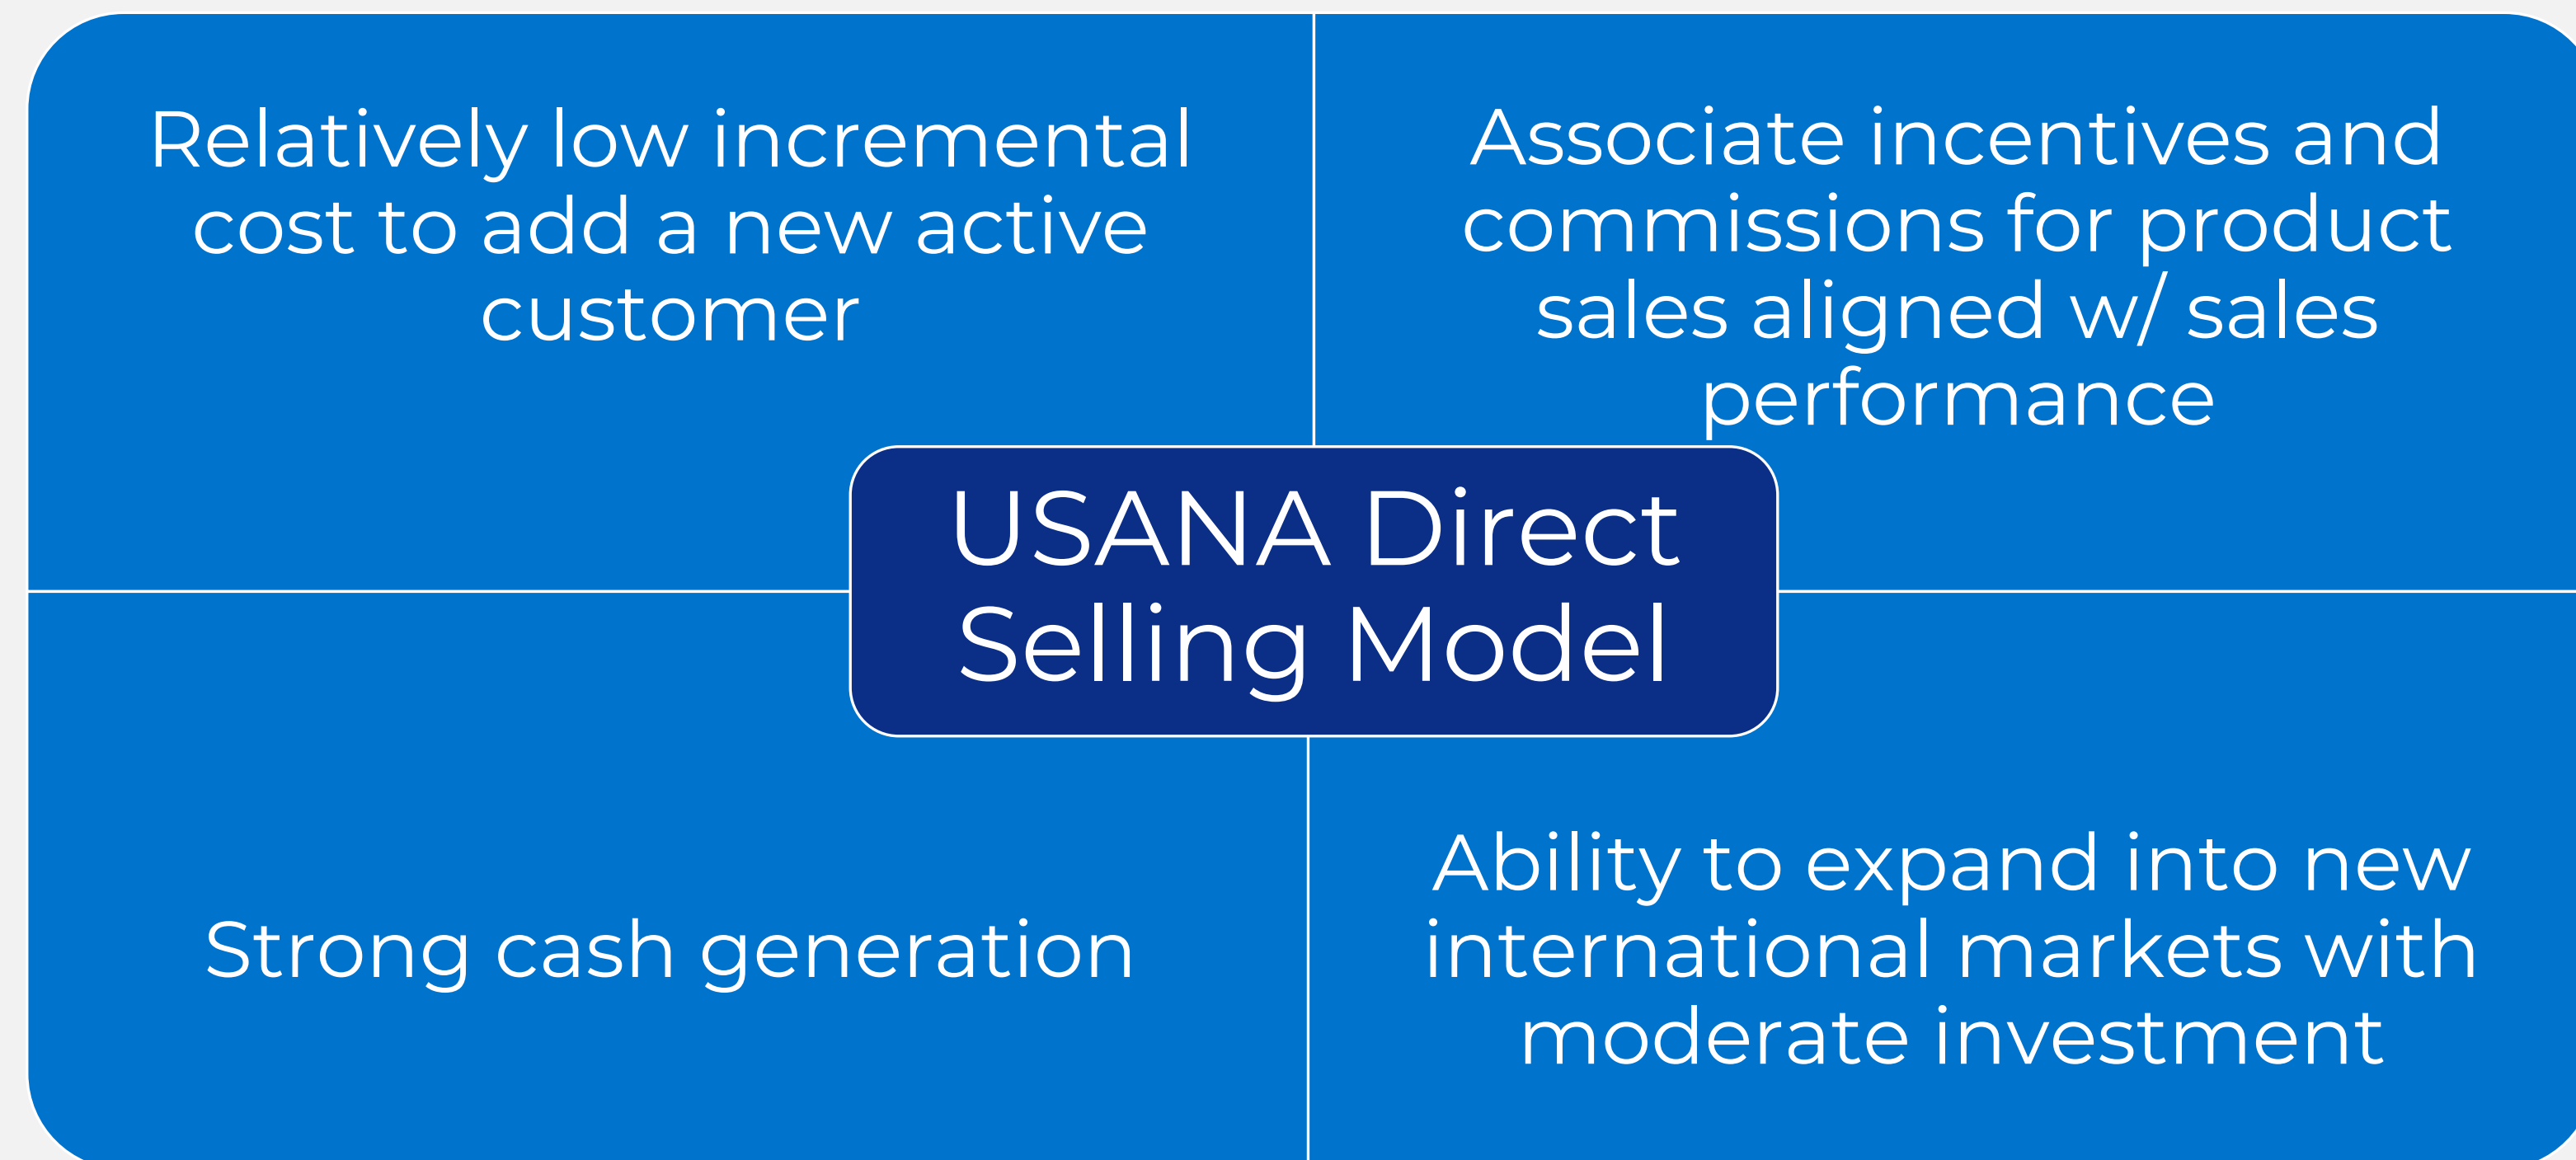 Relatively low incremental
cost to add a new active
customer
Associate incentives and
commissions for product
sales aligned w/ sales
performance
USANA Direct
Selling Model
Strong cash generation
Ability to expand into new
international markets with
moderate investment